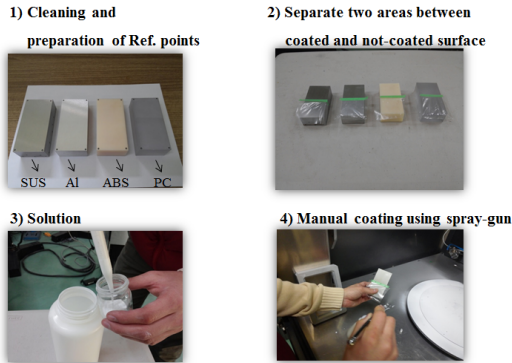 1) Cleaning and
preparation of Ref. points
2) Separate two areas between
coated and not-coated surface
SUS Al ABS PC
3) Solution
4) Manual coating using spray-gun